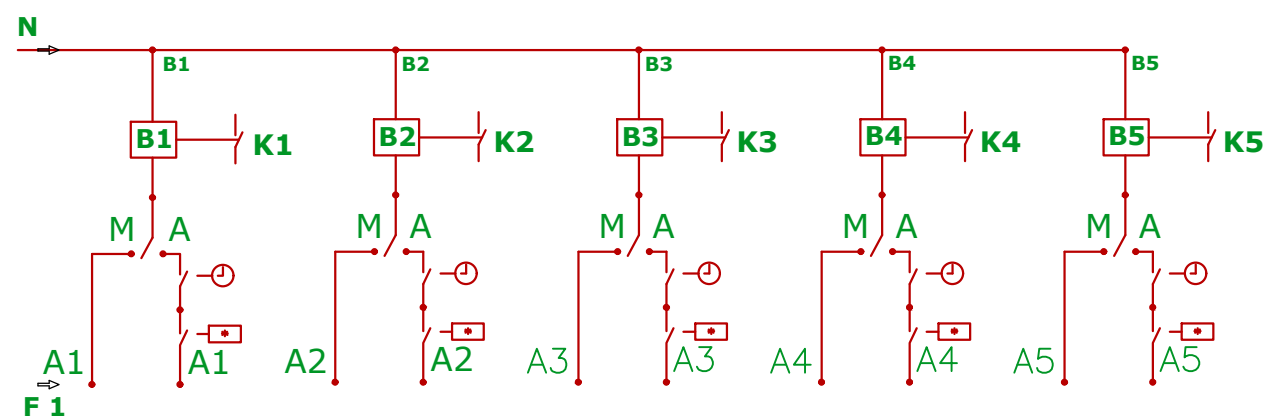 N
B1 B2 B3 B4 B5
B1 K1 B2 K2 B3 K3 B4 K4 B5 K5
M A M A M A M A M A
A1 A1 A2 A2 A3 A3 A4 A4 A5 A5
F 1